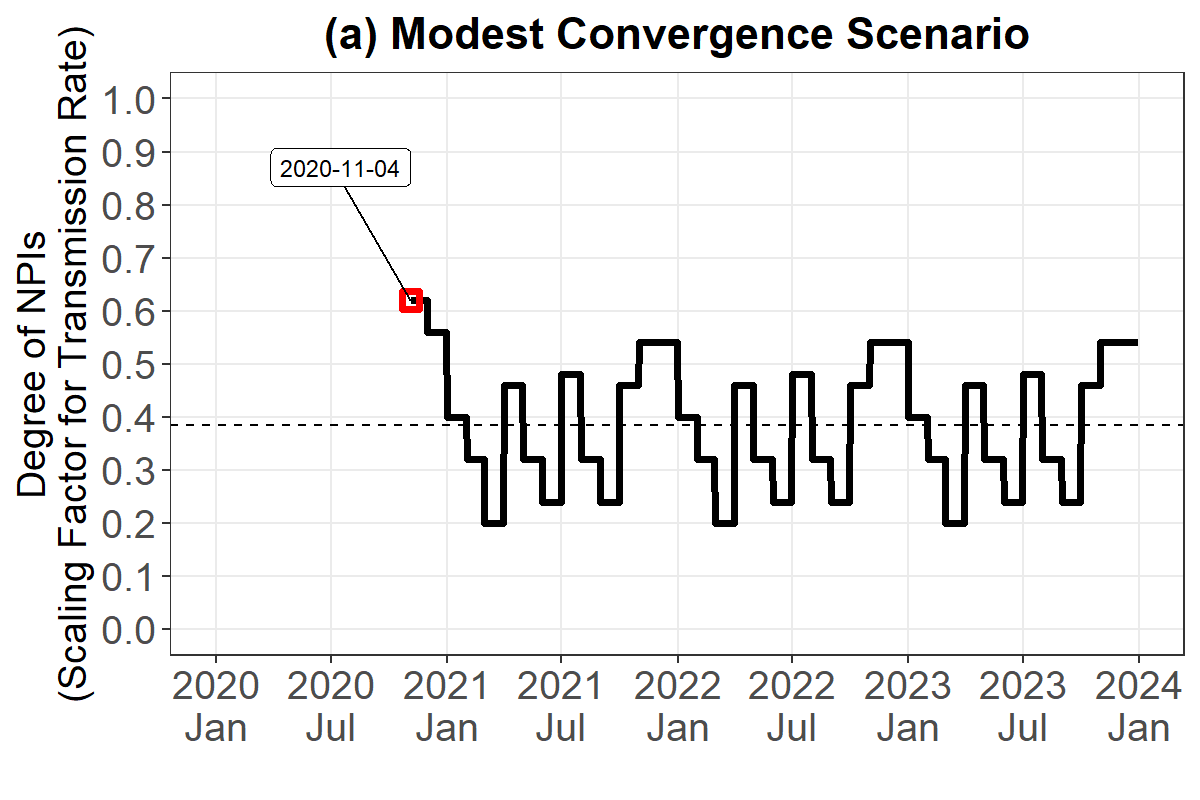 (a) Modest Convergence Scenario
Degree of NPIs
(Scaling Factor for Transmission Rate)
1.0
0.9
0.8
0.7
0.6
0.5
0.4
0.3
0.2
0.1
0.0
2020-11-04
2020 2020 2021 2021 2022 2022 2023 2023 2024
Jan Jul Jan Jul Jan Jul Jan Jul Jan